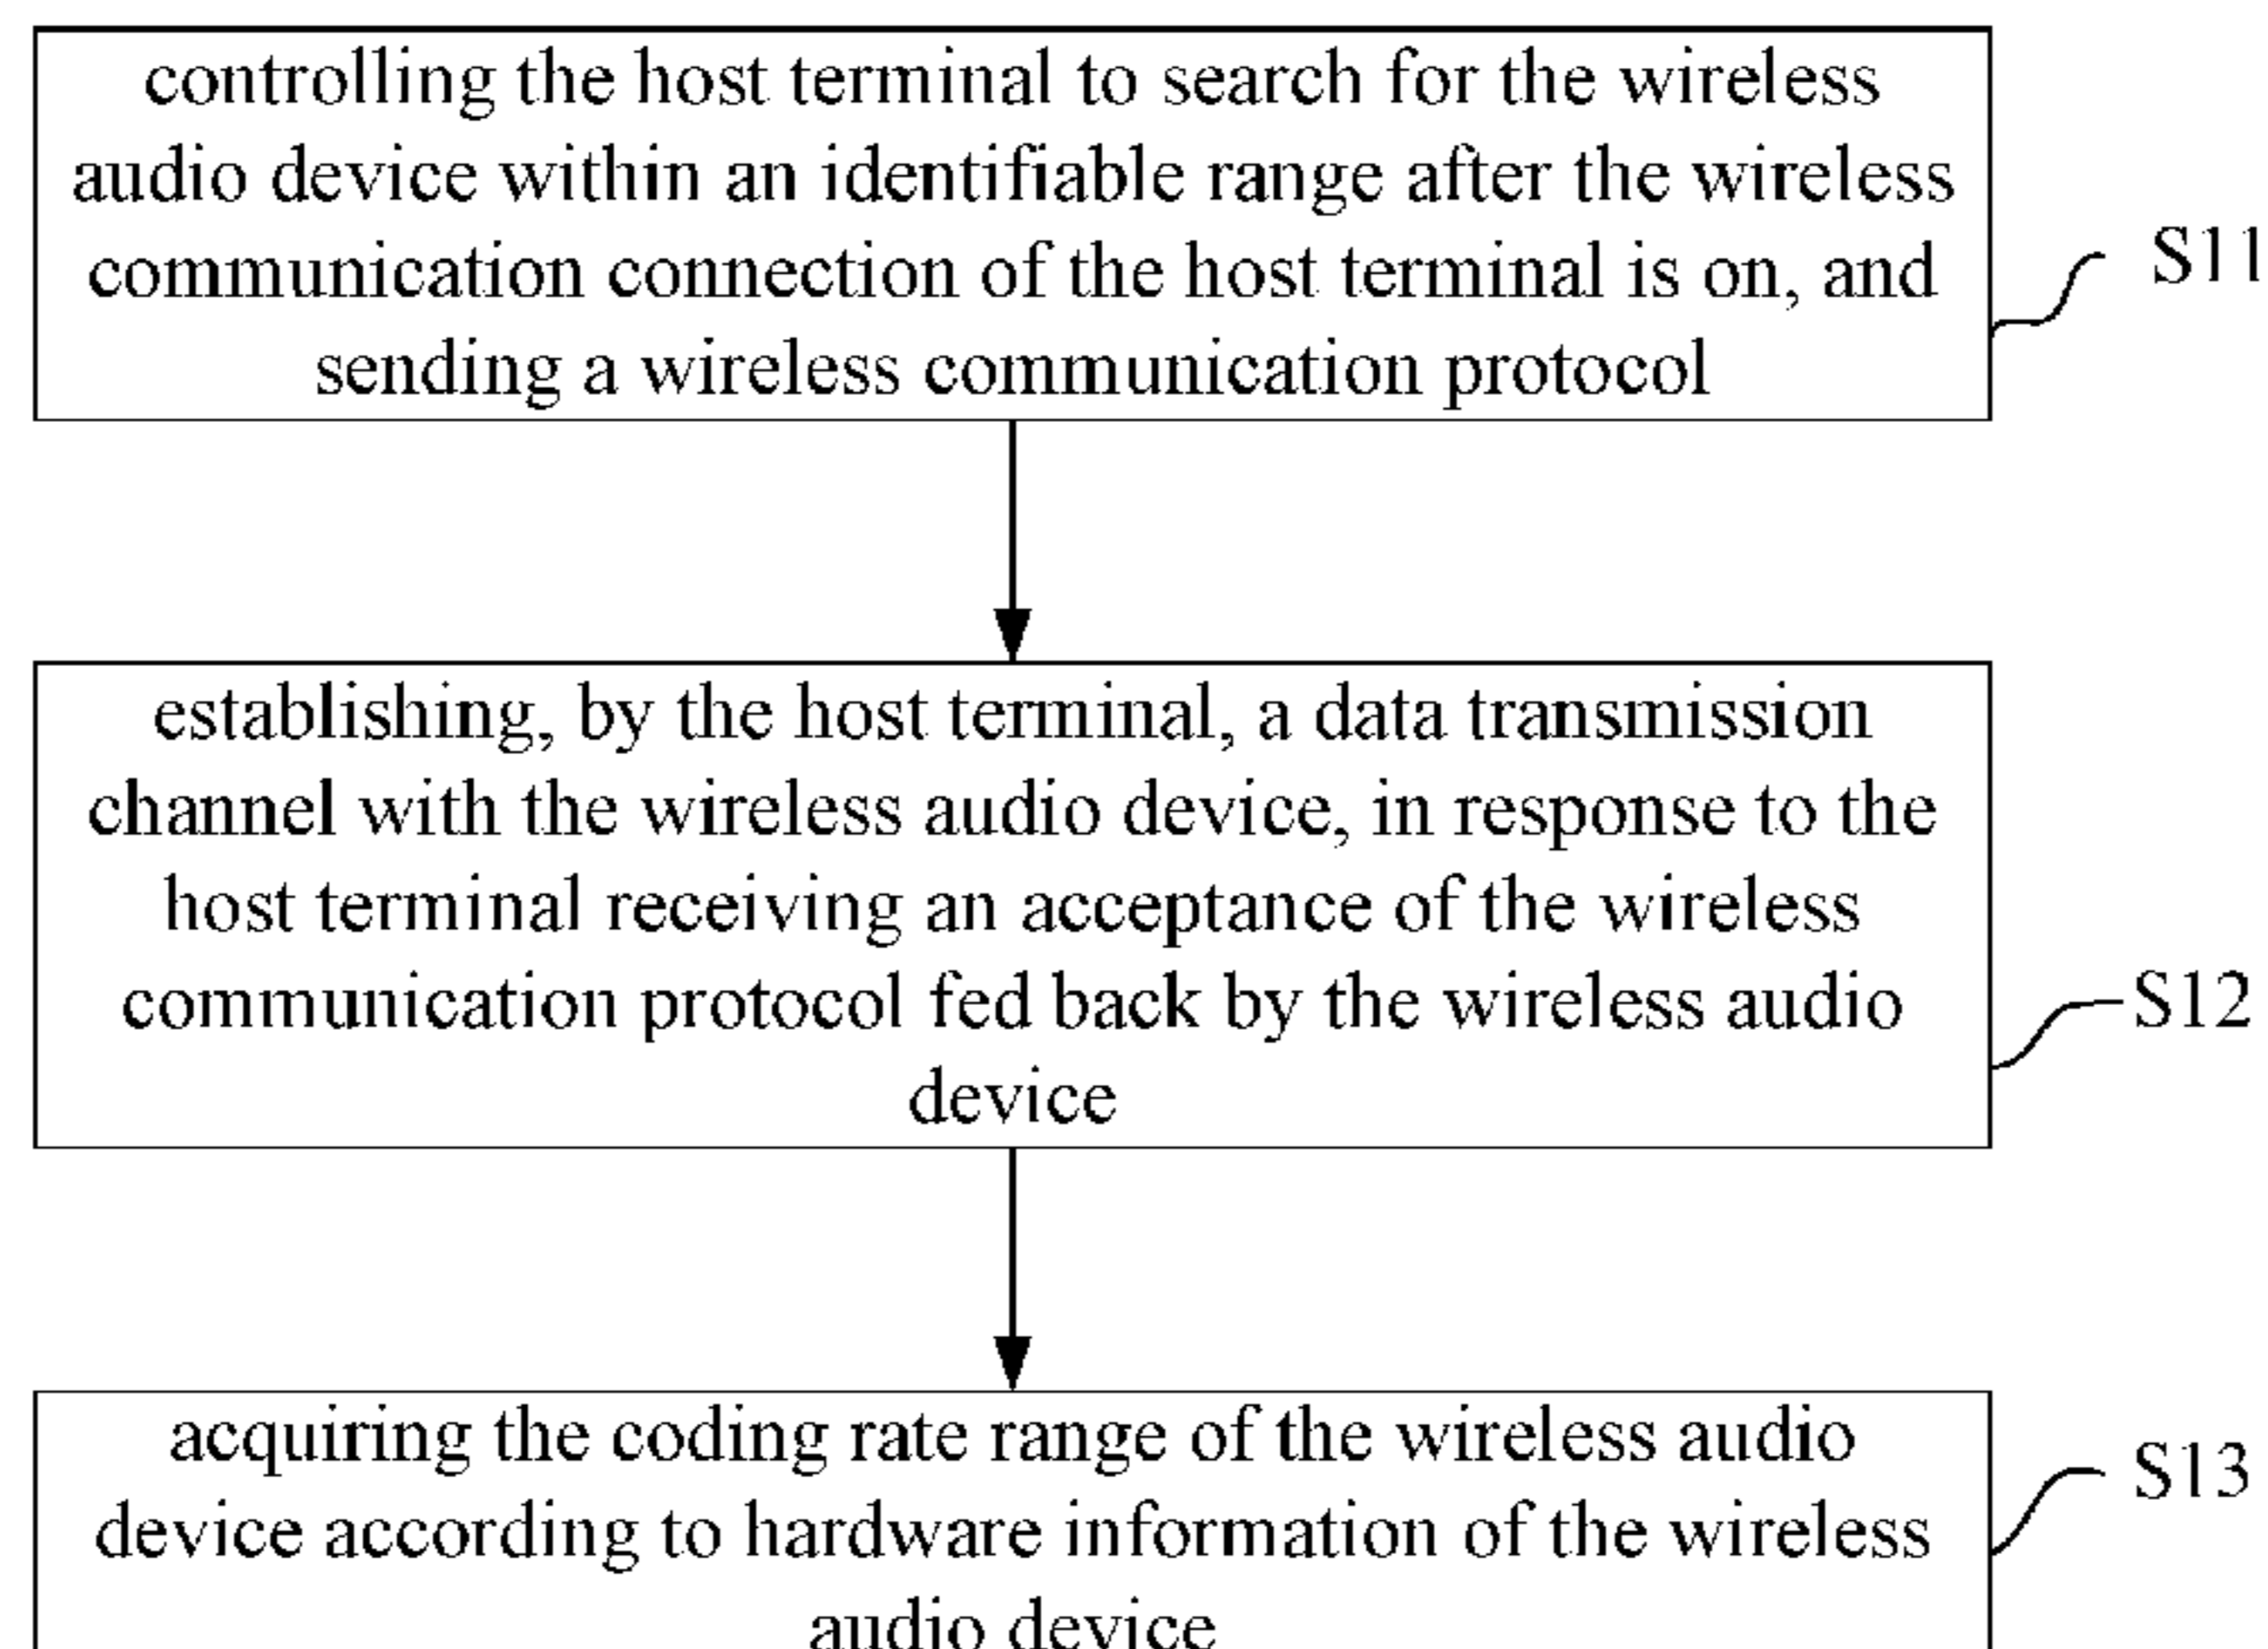 controlling the host terminal to search for the wireless
audio device within an identifiable range after the wireless
communication connection of the host terminal is on, and
sending a wireless communication protocol
S11
establishing, by the host terminal, a data transmission
channel with the wireless audio device, in response to the
host terminal receiving an acceptance of the wireless
communication protocol fed back by the wireless audio
device
S12
acquiring the coding rate range of the wireless audio
device according to hardware information of the wireless
audio device
S13